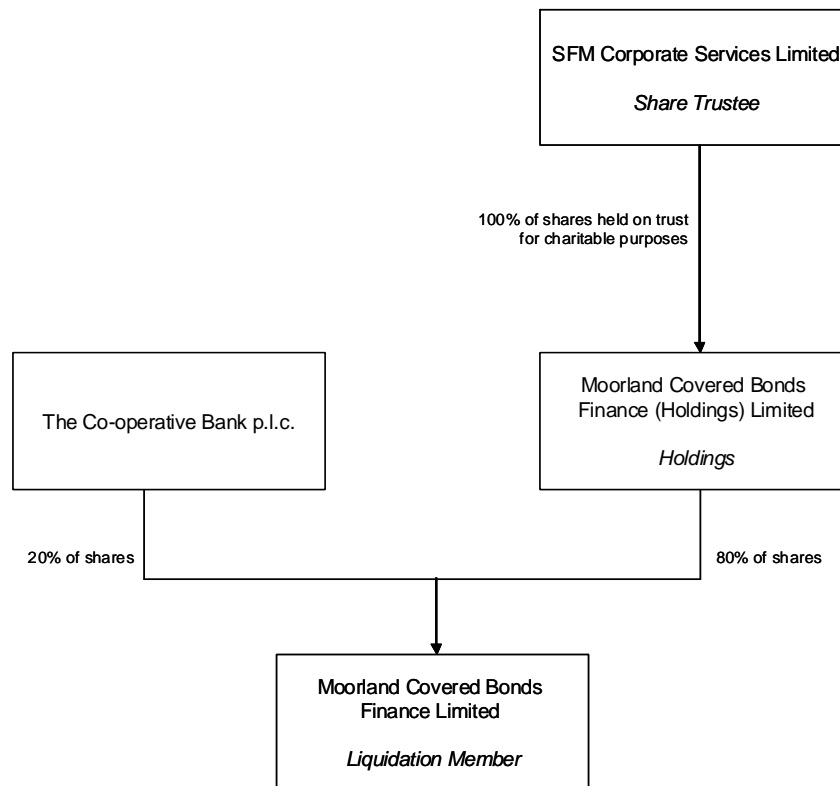 SFM Corporate Services Limited
Share Trustee
100% of shares held on trust
for charitable purposes
The Co-operative Bank p.l.c.
Moorland Covered Bonds
Finance (Holdings) Limited
Holdings
20% of shares
80% of shares
Moorland Covered Bonds
Finance Limited
Liquidation Member